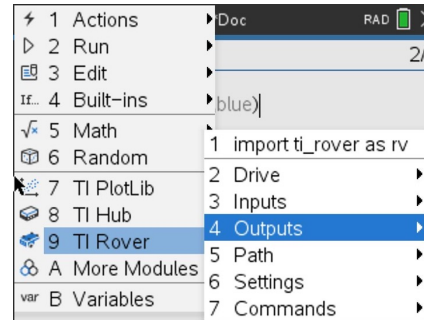 1 Actions
2 Run
3 Edit
If... 4 Built-ins
√x 5 Math
6 Random
7 TI PlotLib
8 TI Hub
9 TI Rover
A More Modules
var B Variables
Doc RAD
2/
blue)
1 import ti_rover as rv
2 Drive
3 Inputs
4 Outputs
5 Path
6 Settings
7 Commands